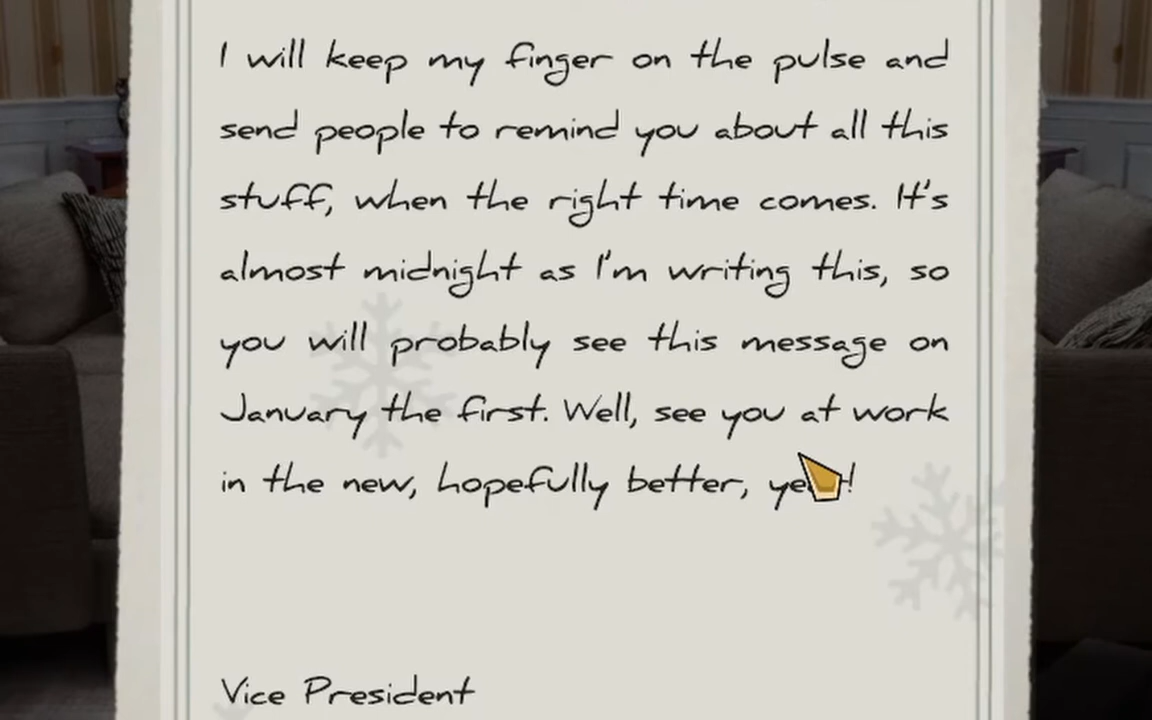 I will keep my finger on the pulse and
send people to remind you about all this
stuff, when the right time comes. It's
almost midnight as I'm writing this, so
you will probably see this message on
January the first. Well, see you at work
in the new, hopefully better,
Vice President